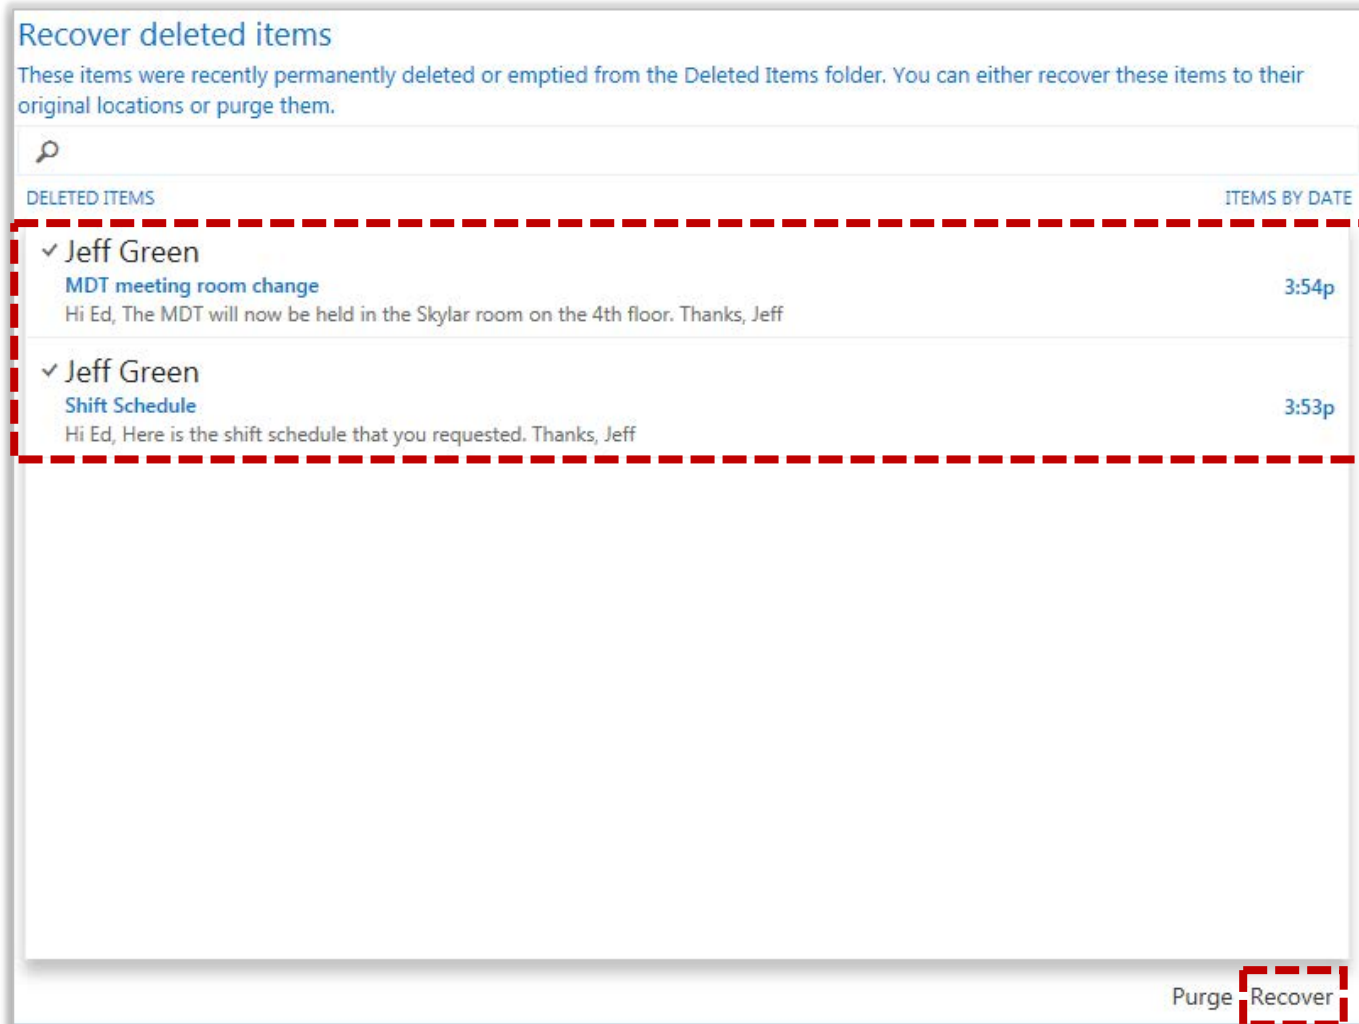 Recover deleted items
These items were recently permanently deleted or emptied from the Deleted Items folder. You can either recover these items to their
original locations or purge them.
DELETED ITEMS ITEMS BY DATE
Jeff Green
MDT meeting room change 3:54p
Hi Ed, The MDT will now be held in the Skylar room on the 4th floor. Thanks, Jeff
Jeff Green
Shift Schedule 3:53p
Hi Ed, Here is the shift schedule that you requested. Thanks, Jeff
Purge Recover